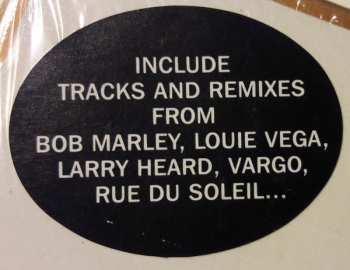 INCLUDE
TRACKS AND REMIXES
FROM
BOB MARLEY, LOUIE VEGA,
LARRY HEARD, VARGO,
RUE DU SOLEIL...